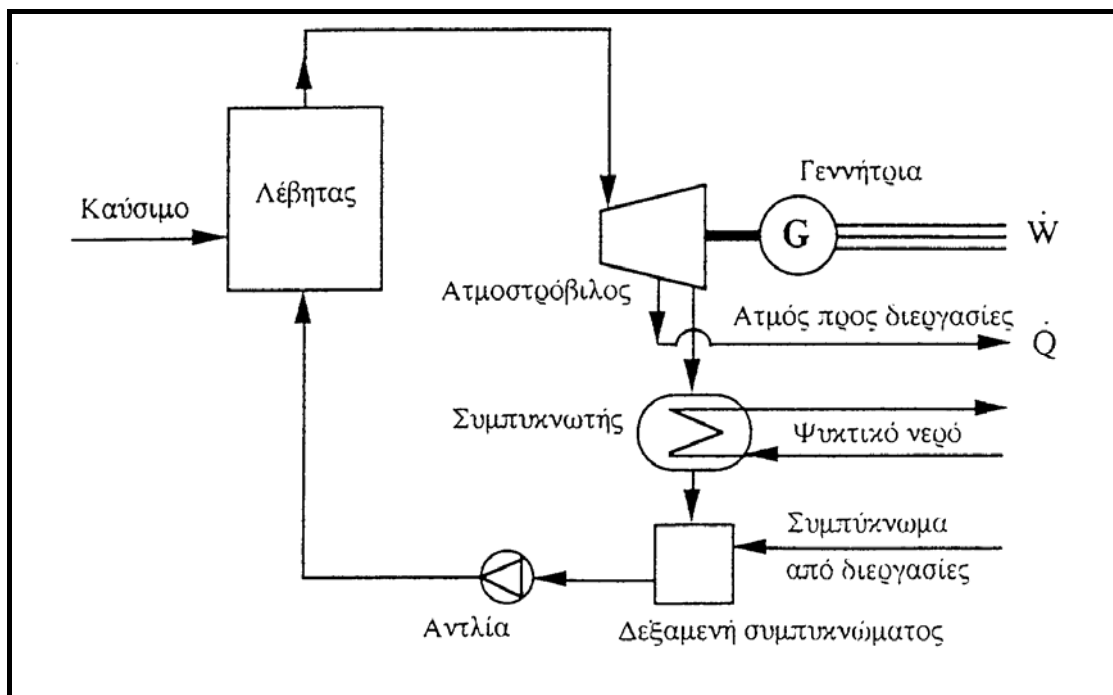 Γεννήτρια
Καύσιμο
Λέβητας
G
Ẇ
Ατμοστρόβιλος
Ατμός προς διεργασίες
Q̇
Συμπυκνωτής
Ψυκτικό νερό
Συμπύκνωμα
από διεργασίες
Αντλία
Δεξαμενή συμπυκνώματος